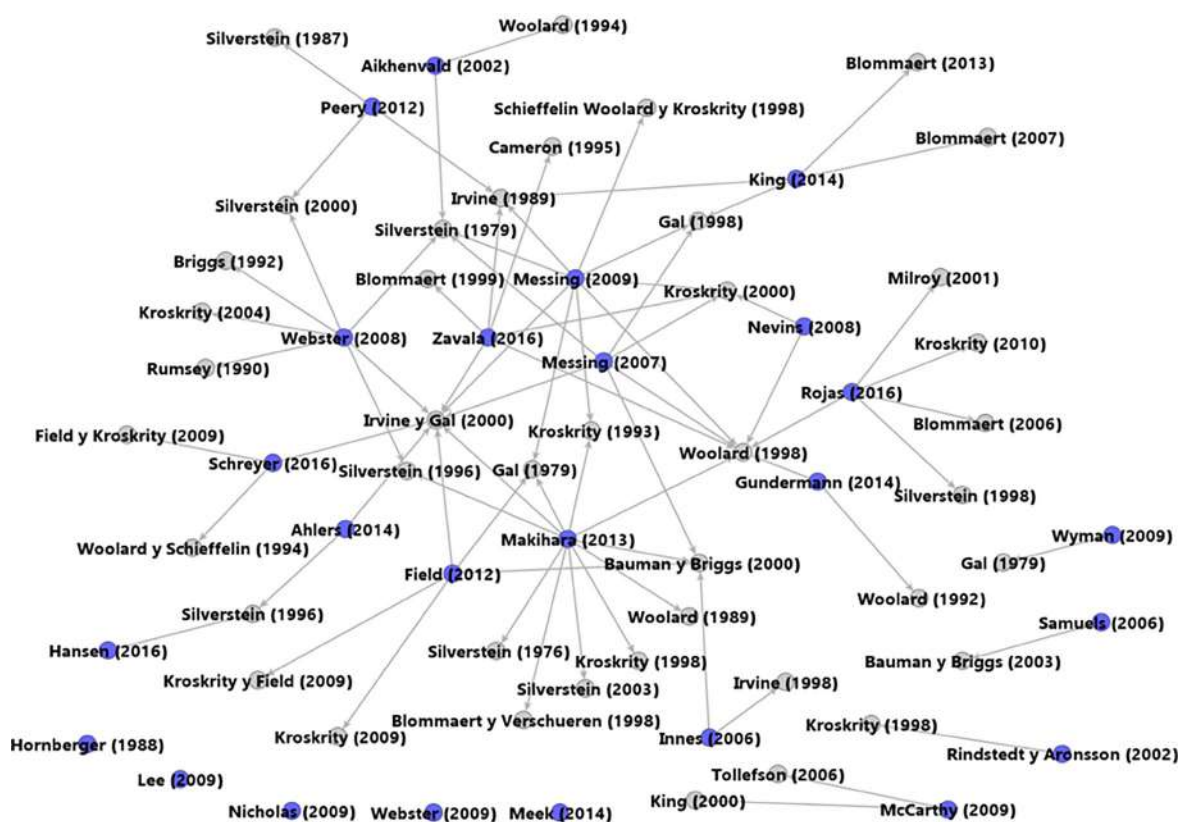 Woolard (1994)
Silverstein (1987)
Aikhenvald (2002)
Blommaert (2013)
Peery (2012)
Schieffelin Woolard y Kroskrity (1998)
Blommaert (2007)
Cameron (1995)
King (2014)
Irvine (1989)
Silverstein (2000)
Gal (1998)
Silverstein (1979)
Briggs (1992)
Blommaert (1999)
Messing (2009)
Milroy (2001)
Kroskrity (2000)
Kroskrity (2004)
Nevins (2008)
Webster (2008)
Zavala (2016)
Kroskrity (2010)
Messing (2007)
Rumsey (1990)
Rojas (2016)
Irvine y Gal (2000)
Blommaert (2006)
Kroskrity (1993)
Field y Kroskrity (2009)
Woolard (1998)
Schreyer (2016)
Silverstein (1996)
Gal (1979)
Gundermann (2014)
Silverstein (1998)
Ahlers (2014)
Wyman (2009)
Makihara (2013)
Woolard y Schieffelin (1994)
Bauman y Briggs (2000)
Gal (1979)
Field (2012)
Woolard (1992)
Silverstein (1996)
Woolard (1989)
Samuels (2006)
Hansen (2016)
Silverstein (1976)
Kroskrity (1998)
Bauman y Briggs (2003)
Kroskrity y Field (2009)
Silverstein (2003)
Irvine (1998)
Blommaert y Verschueren (1998)
Kroskrity (1998)
Kroskrity (2009)
Innes (2006)
Hornberger (1988)
Rindstedt y Aronsson (2002)
Lee (2009)
Tollefson (2006)
King (2000)
Nicholas (2009)
Webster (2009)
Meek (2014)
McCarthy (2009)